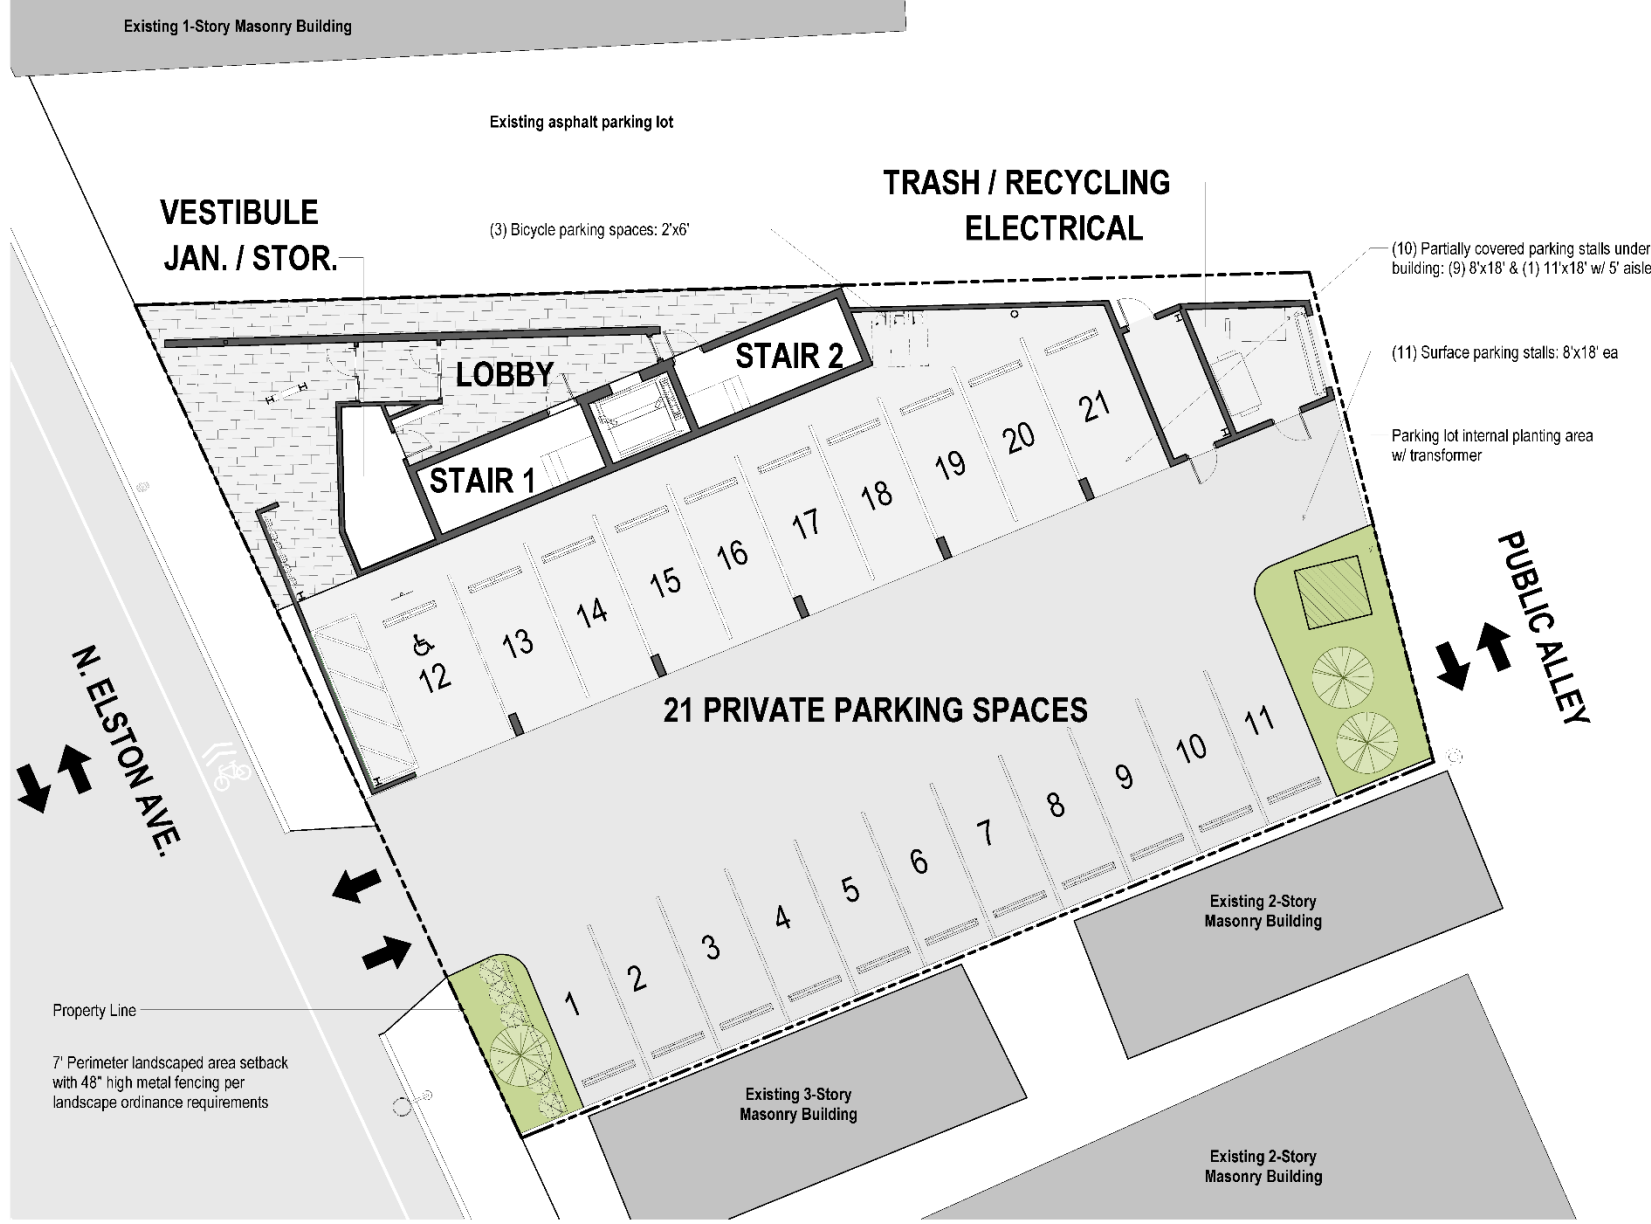 Existing 1-Story Masonry Building
Existing asphalt parking lot
TRASH / RECYCLING
ELECTRICAL
VESTIBULE
JAN. / STOR.
(3) Bicycle parking spaces: 2'x6'
(10) Partially covered parking stalls under
building: (9) 8'x18' & (1) 11'x18' w/ 5' aisle
(11) Surface parking stalls: 8'x18' ea
Parking lot internal planting area
w/ transformer
LOBBY
STAIR 2
STAIR 1
21
20
19
18
17
16
15
14
13
12
PUBLIC ALLEY
N. ELSTON AVE.
21 PRIVATE PARKING SPACES
11
10
9
8
7
6
5
4
3
2
1
Property Line
7' Perimeter landscaped area setback
with 48" high metal fencing per
landscape ordinance requirements
Existing 2-Story
Masonry Building
Existing 3-Story
Masonry Building
Existing 2-Story
Masonry Building